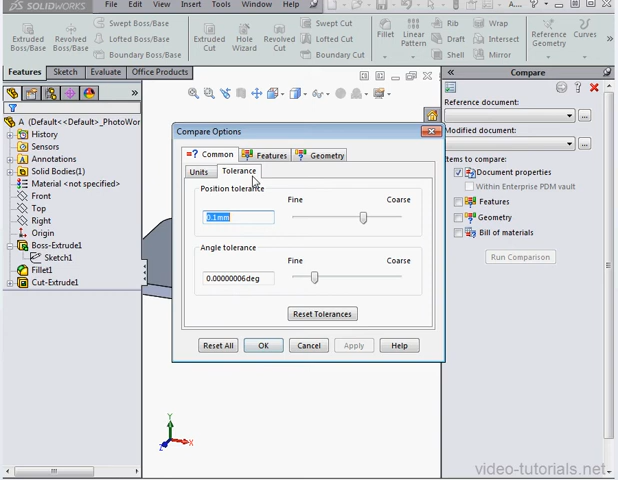 SOLIDWORKS File Edit View Insert Tools Window Help
Extruded Boss/Base
Revolved Boss/Base
Swept Boss/Base
Lofted Boss/Base
Boundary Boss/Base
Extruded Cut
Hole Wizard
Revolved Cut
Swept Cut
Lofted Cut
Boundary Cut
Fillet
Linear Pattern
Rib
Draft
Shell
Wrap
Intersect
Mirror
Reference Geometry
Curves
Features Sketch Evaluate Office Products
A (Default<<Default>_PhotoWor
History
Sensors
Annotations
Solid Bodies(1)
Material <not specified>
Front
Top
Right
Origin
Boss-Extrude1
Sketch1
Fillet1
Cut-Extrude1
Compare Options
Common Features Geometry
Units Tolerance
Position tolerance
Fine Coarse
0.1mm
Angle tolerance
Fine Coarse
0.00000006deg
Reset Tolerances
Reset All OK Cancel Apply Help
Compare
Reference document:
...
Modified document:
...
Items to compare:
Document properties
Within Enterprise PDM vault
Features
Geometry
Bill of materials
Run Comparison
Y
X
Z
video-tutorials.net